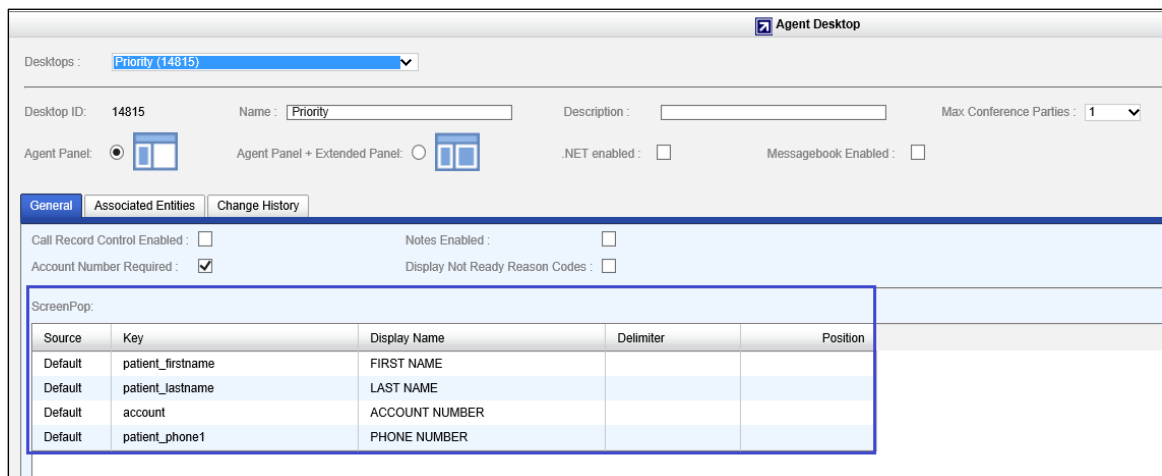 Agent Desktop
Desktops : Priority (14815)
Desktop ID: 14815 Name : Priority Description : Max Conference Parties : 1
Agent Panel: Agent Panel + Extended Panel: .NET enabled : Messagebook Enabled :
General Associated Entities Change History
Call Record Control Enabled : Notes Enabled :
Account Number Required : Display Not Ready Reason Codes :
ScreenPop:
Source Key Display Name Delimiter Position
Default patient_firstname FIRST NAME
Default patient_lastname LAST NAME
Default account ACCOUNT NUMBER
Default patient_phone1 PHONE NUMBER